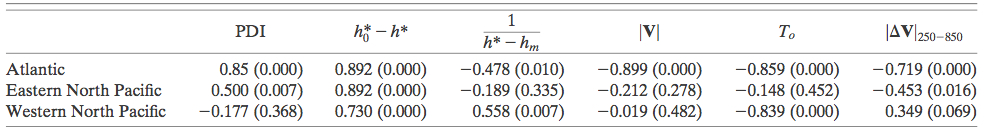 PDI h₀* − h* 1/(h* − hₘ) |V| Tₒ |ΔV|₂₅₀₋₈₅₀
Atlantic 0.85 (0.000) 0.892 (0.000) −0.478 (0.010) −0.899 (0.000) −0.859 (0.000) −0.719 (0.000)
Eastern North Pacific 0.500 (0.007) 0.892 (0.000) −0.189 (0.335) −0.212 (0.278) −0.148 (0.452) −0.453 (0.016)
Western North Pacific −0.177 (0.368) 0.730 (0.000) 0.558 (0.007) −0.019 (0.482) −0.839 (0.000) 0.349 (0.069)